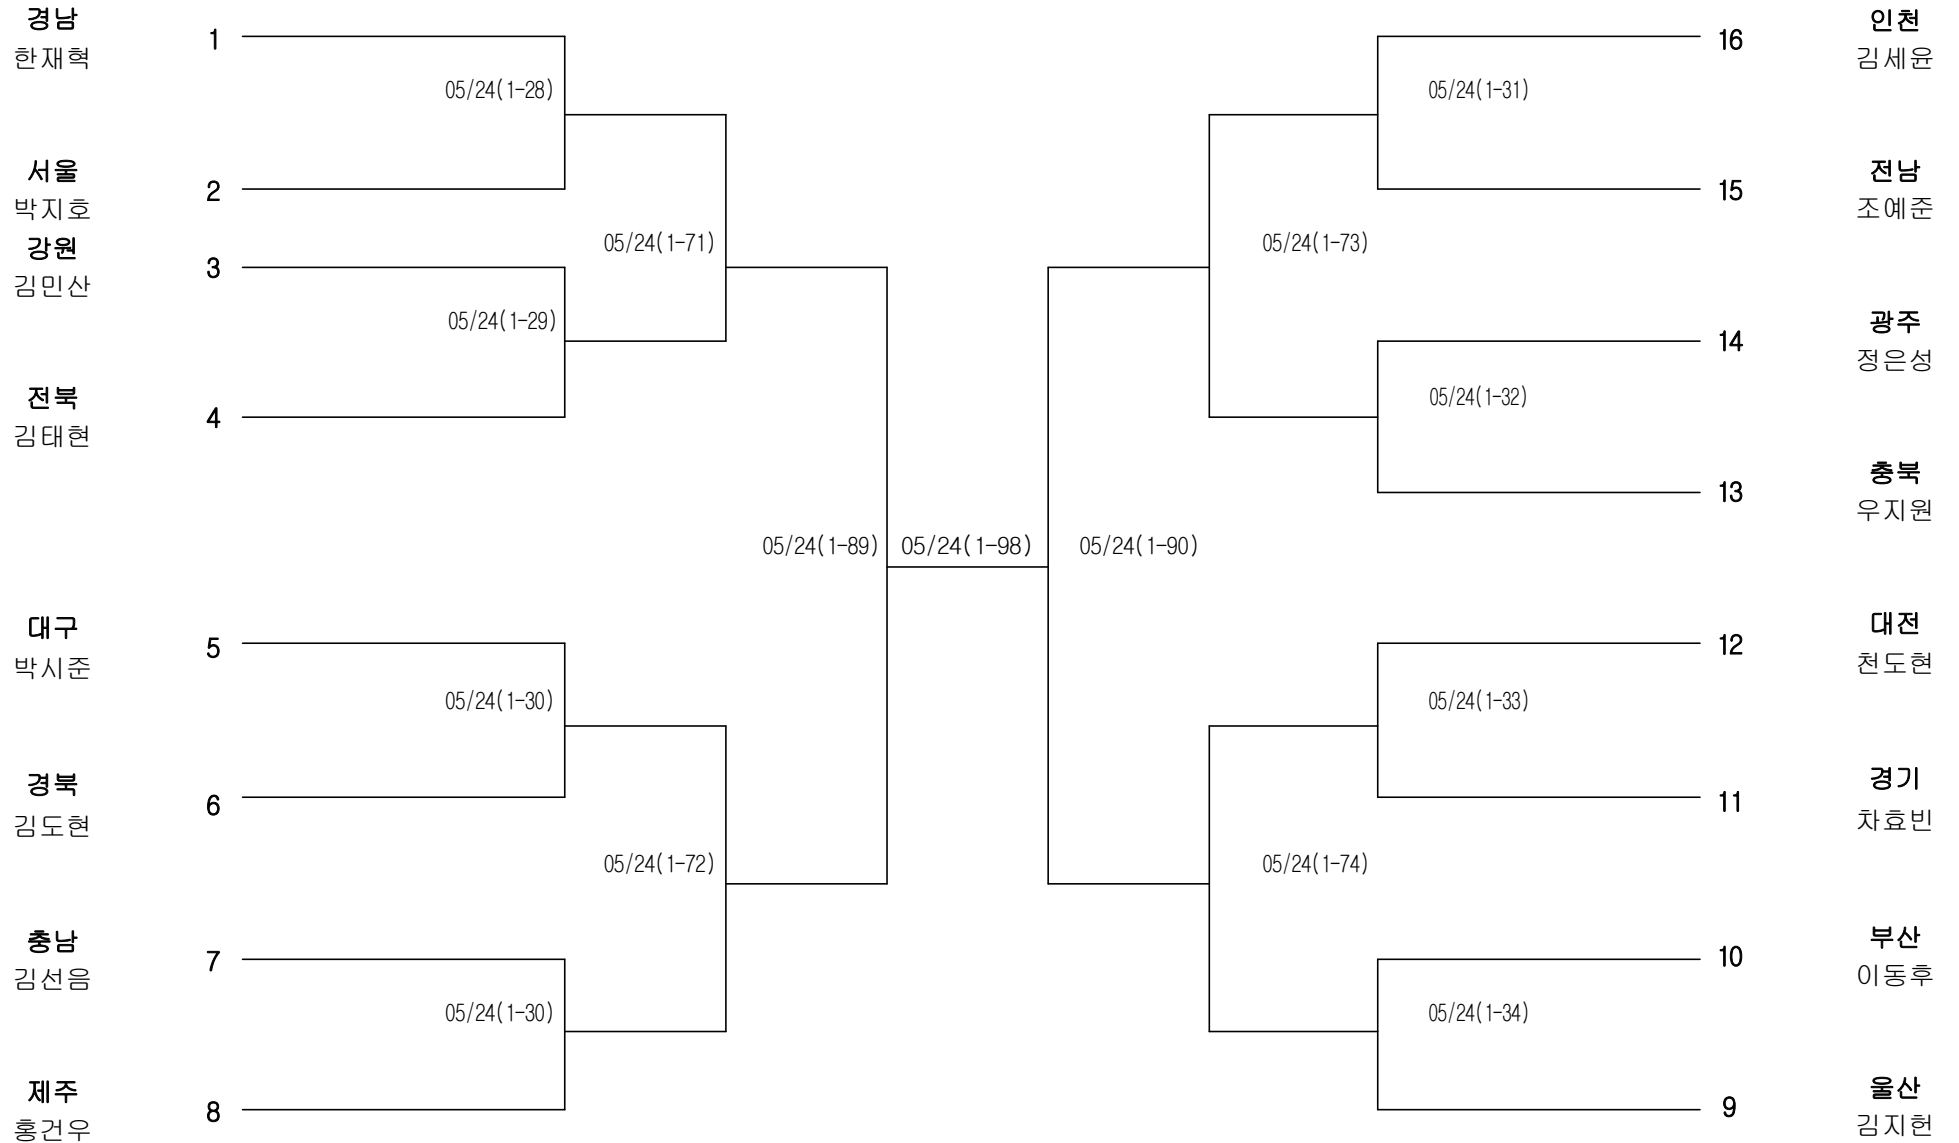 경남
한재혁
1
05/24(1-28)
서울
박지호
2
강원
김민산
3
05/24(1-71)
05/24(1-29)
전북
김태현
4
05/24(1-89)
05/24(1-98)
05/24(1-90)
대구
박시준
5
05/24(1-30)
경북
김도현
6
05/24(1-72)
충남
김선음
7
05/24(1-30)
제주
홍건우
8
인천
김세윤
16
05/24(1-31)
전남
조예준
15
05/24(1-73)
광주
정은성
14
05/24(1-32)
충북
우지원
13
대전
천도현
12
05/24(1-33)
경기
차효빈
11
05/24(1-74)
부산
이동후
10
05/24(1-34)
울산
김지헌
9